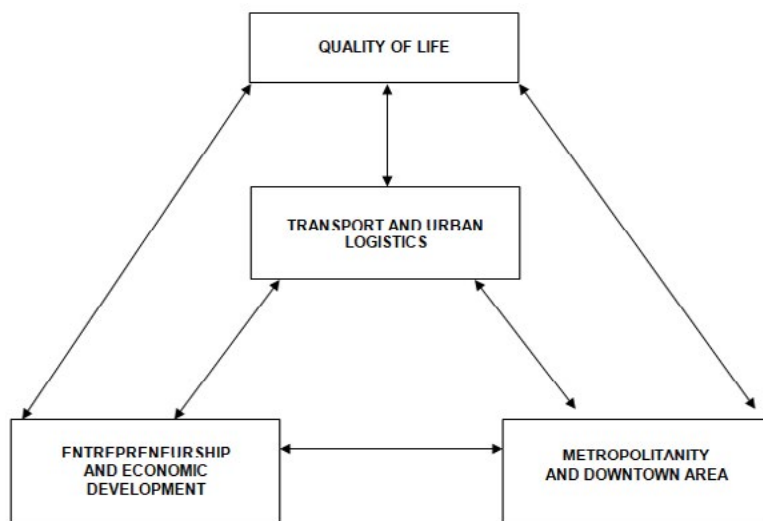 QUALITY OF LIFE
TRANSPORT AND URBAN
LOGISTICS
ENTREPRENEURSHIP
AND ECONOMIC
DEVELOPMENT
METROPOLITANITY
AND DOWNTOWN AREA